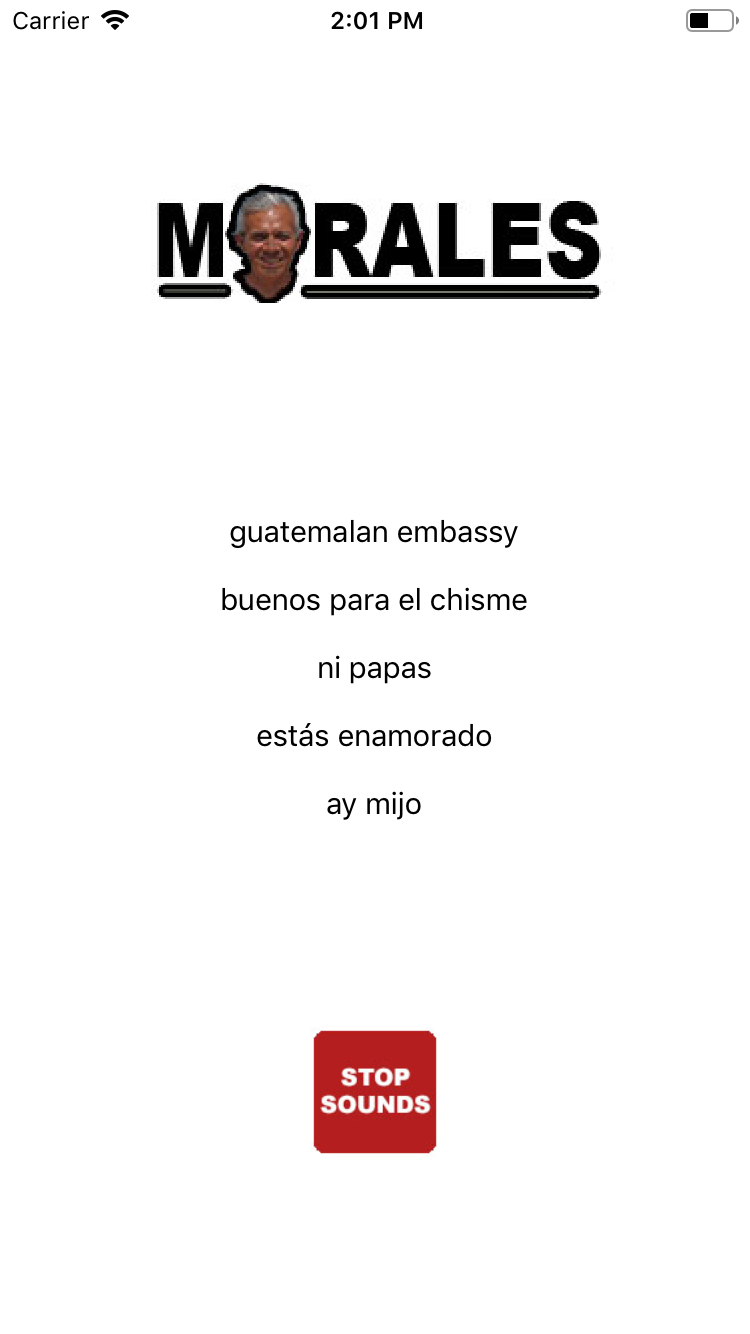 Carrier 2:01 PM
MORALES
guatemalan embassy
buenos para el chisme
ni papas
estás enamorado
ay mijo
STOP
SOUNDS